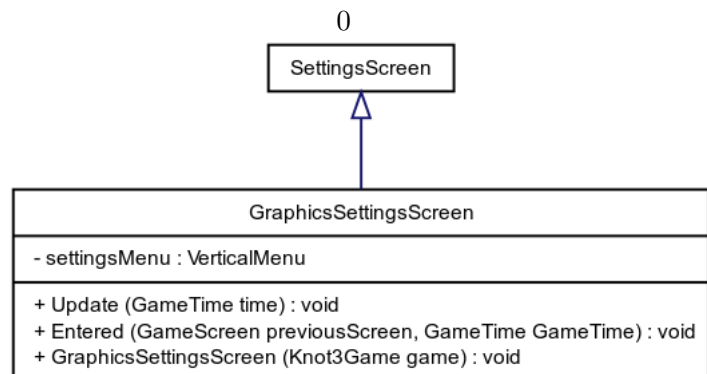 0
SettingsScreen
GraphicsSettingsScreen
- settingsMenu : VerticalMenu
+ Update (GameTime time) : void
+ Entered (GameScreen previousScreen, GameTime GameTime) : void
+ GraphicsSettingsScreen (Knot3Game game) : void